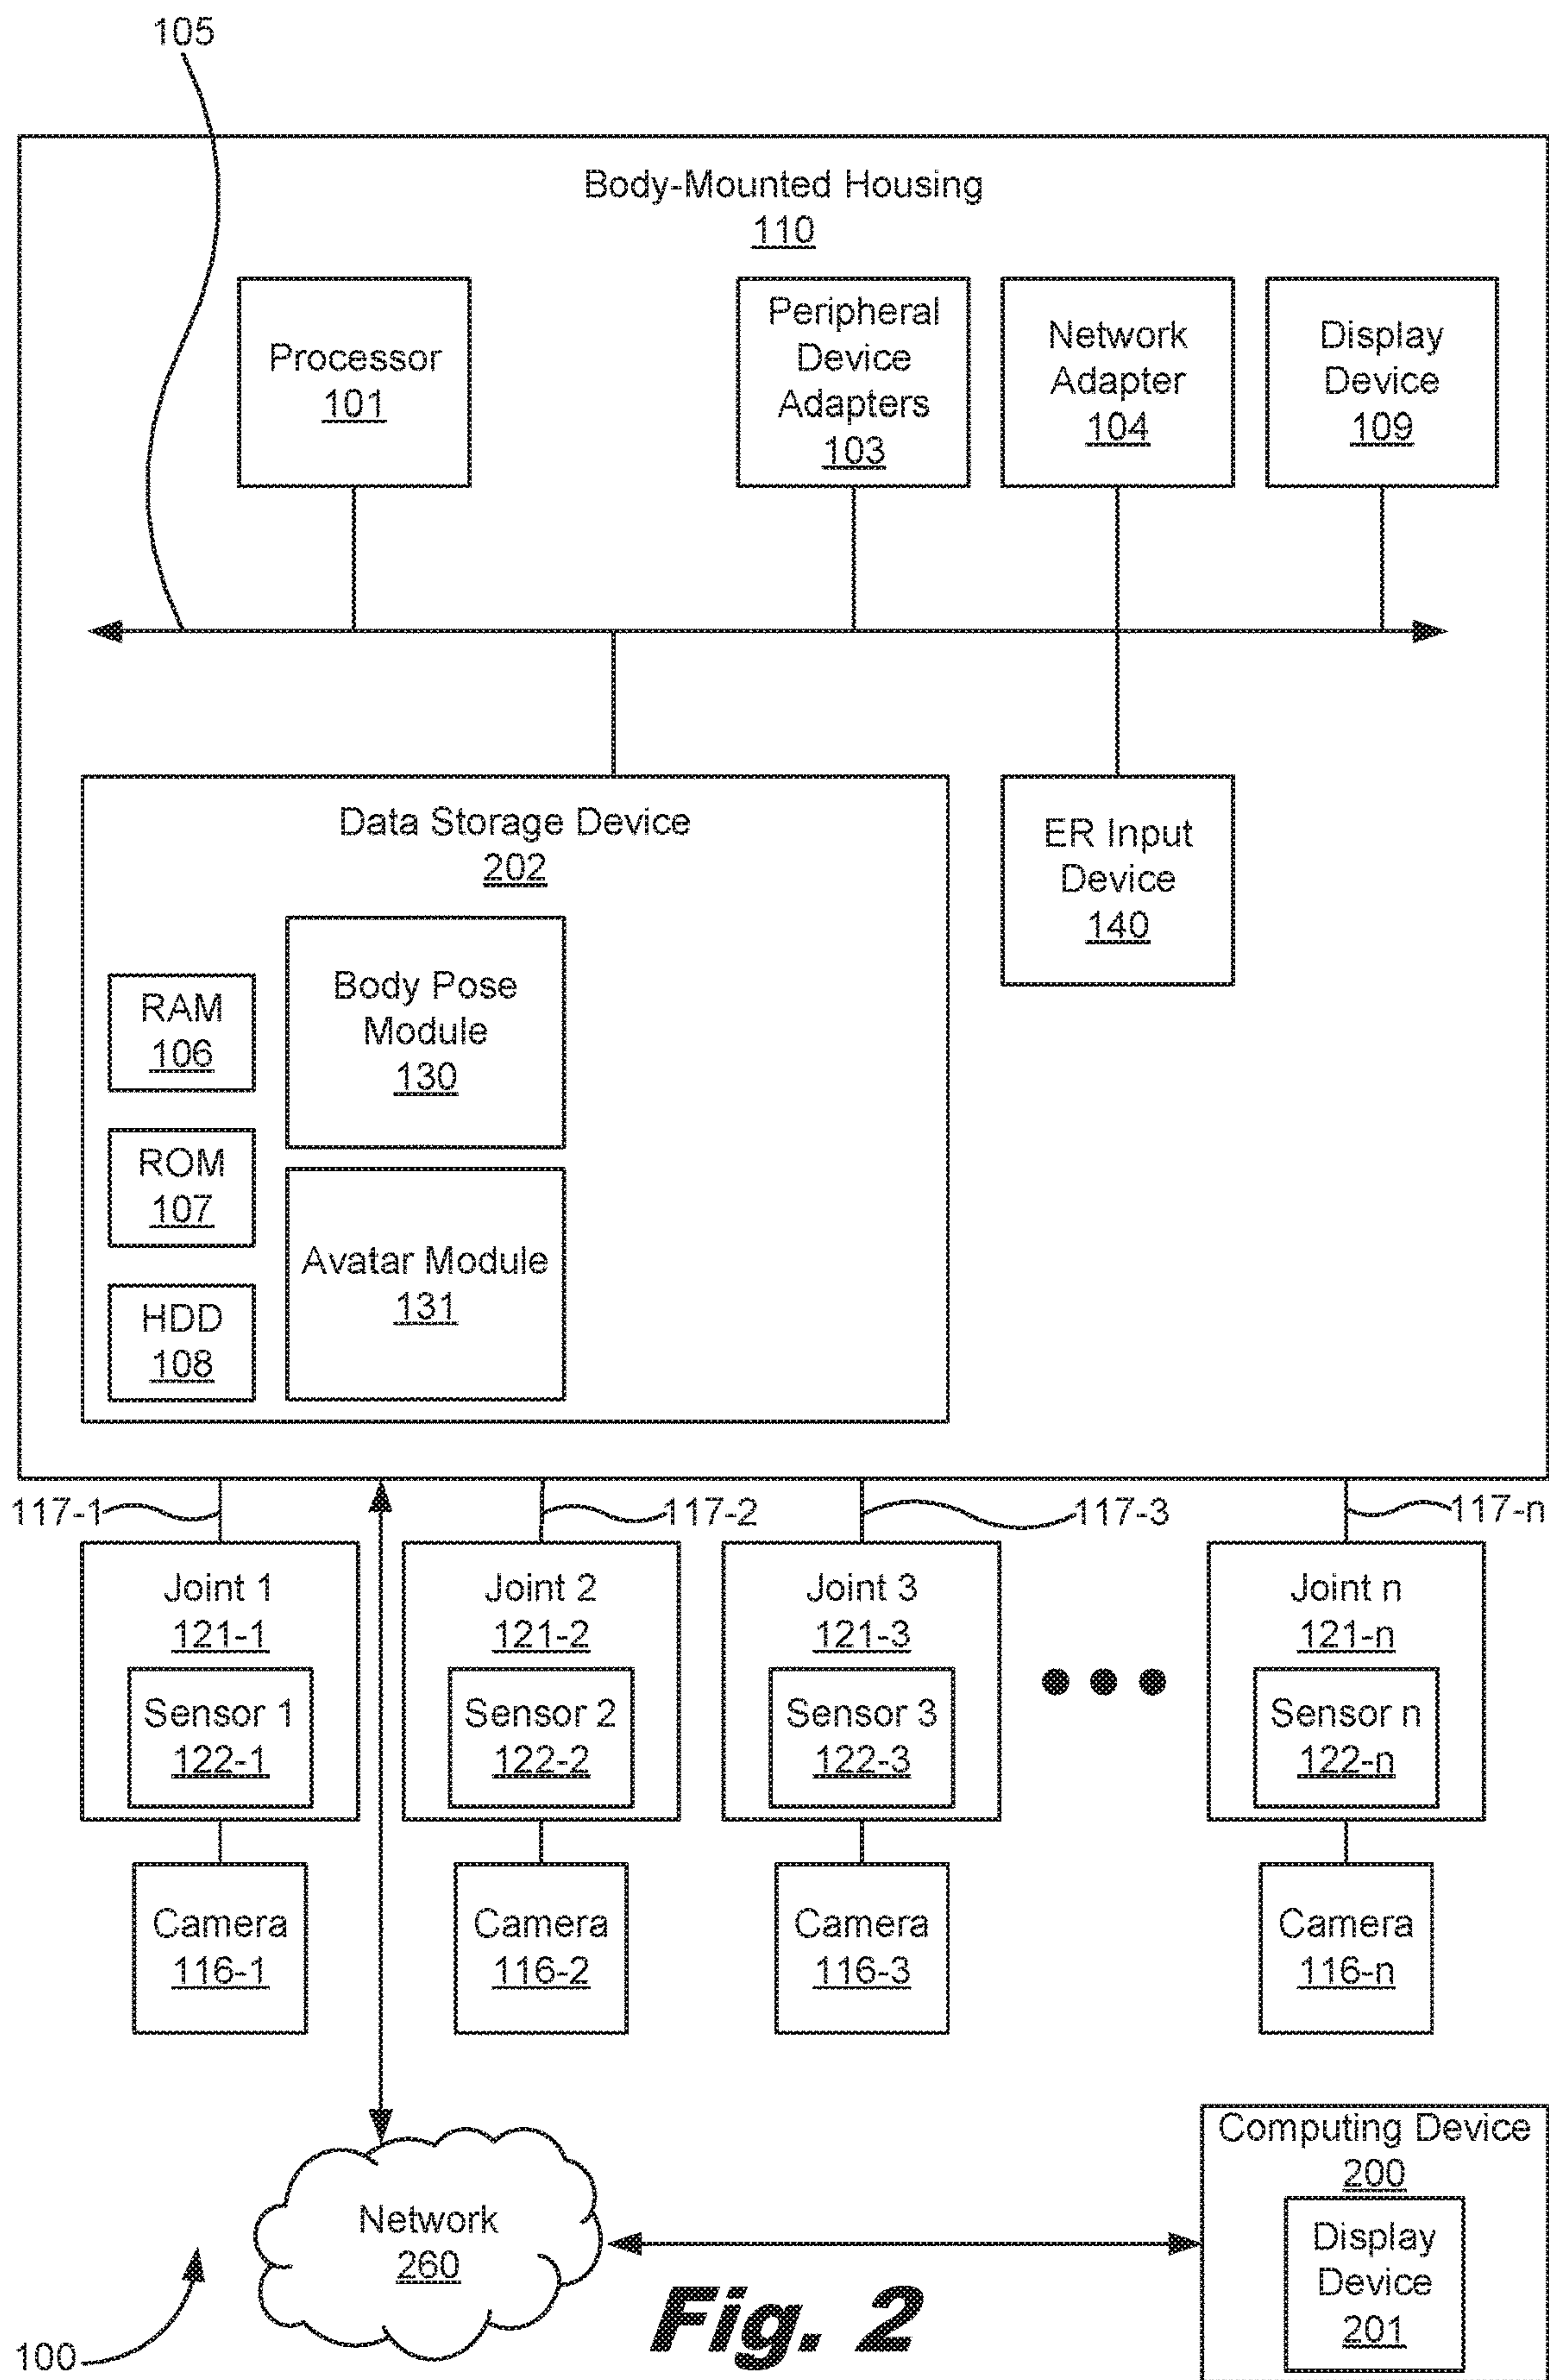 105
Body-Mounted Housing
110
Processor
101
Peripheral
Device
Adapters
103
Network
Adapter
104
Display
Device
109
Data Storage Device
202
RAM
106
ROM
107
HDD
108
Body Pose
Module
130
Avatar Module
131
ER Input
Device
140
117-1
117-2
117-3
117-n
Joint 1
121-1
Sensor 1
122-1
Joint 2
121-2
Sensor 2
122-2
Joint 3
121-3
Sensor 3
122-3
Joint n
121-n
Sensor n
122-n
Camera
116-1
Camera
116-2
Camera
116-3
Camera
116-n
Network
260
Computing Device
200
Display
Device
201
100
Fig. 2